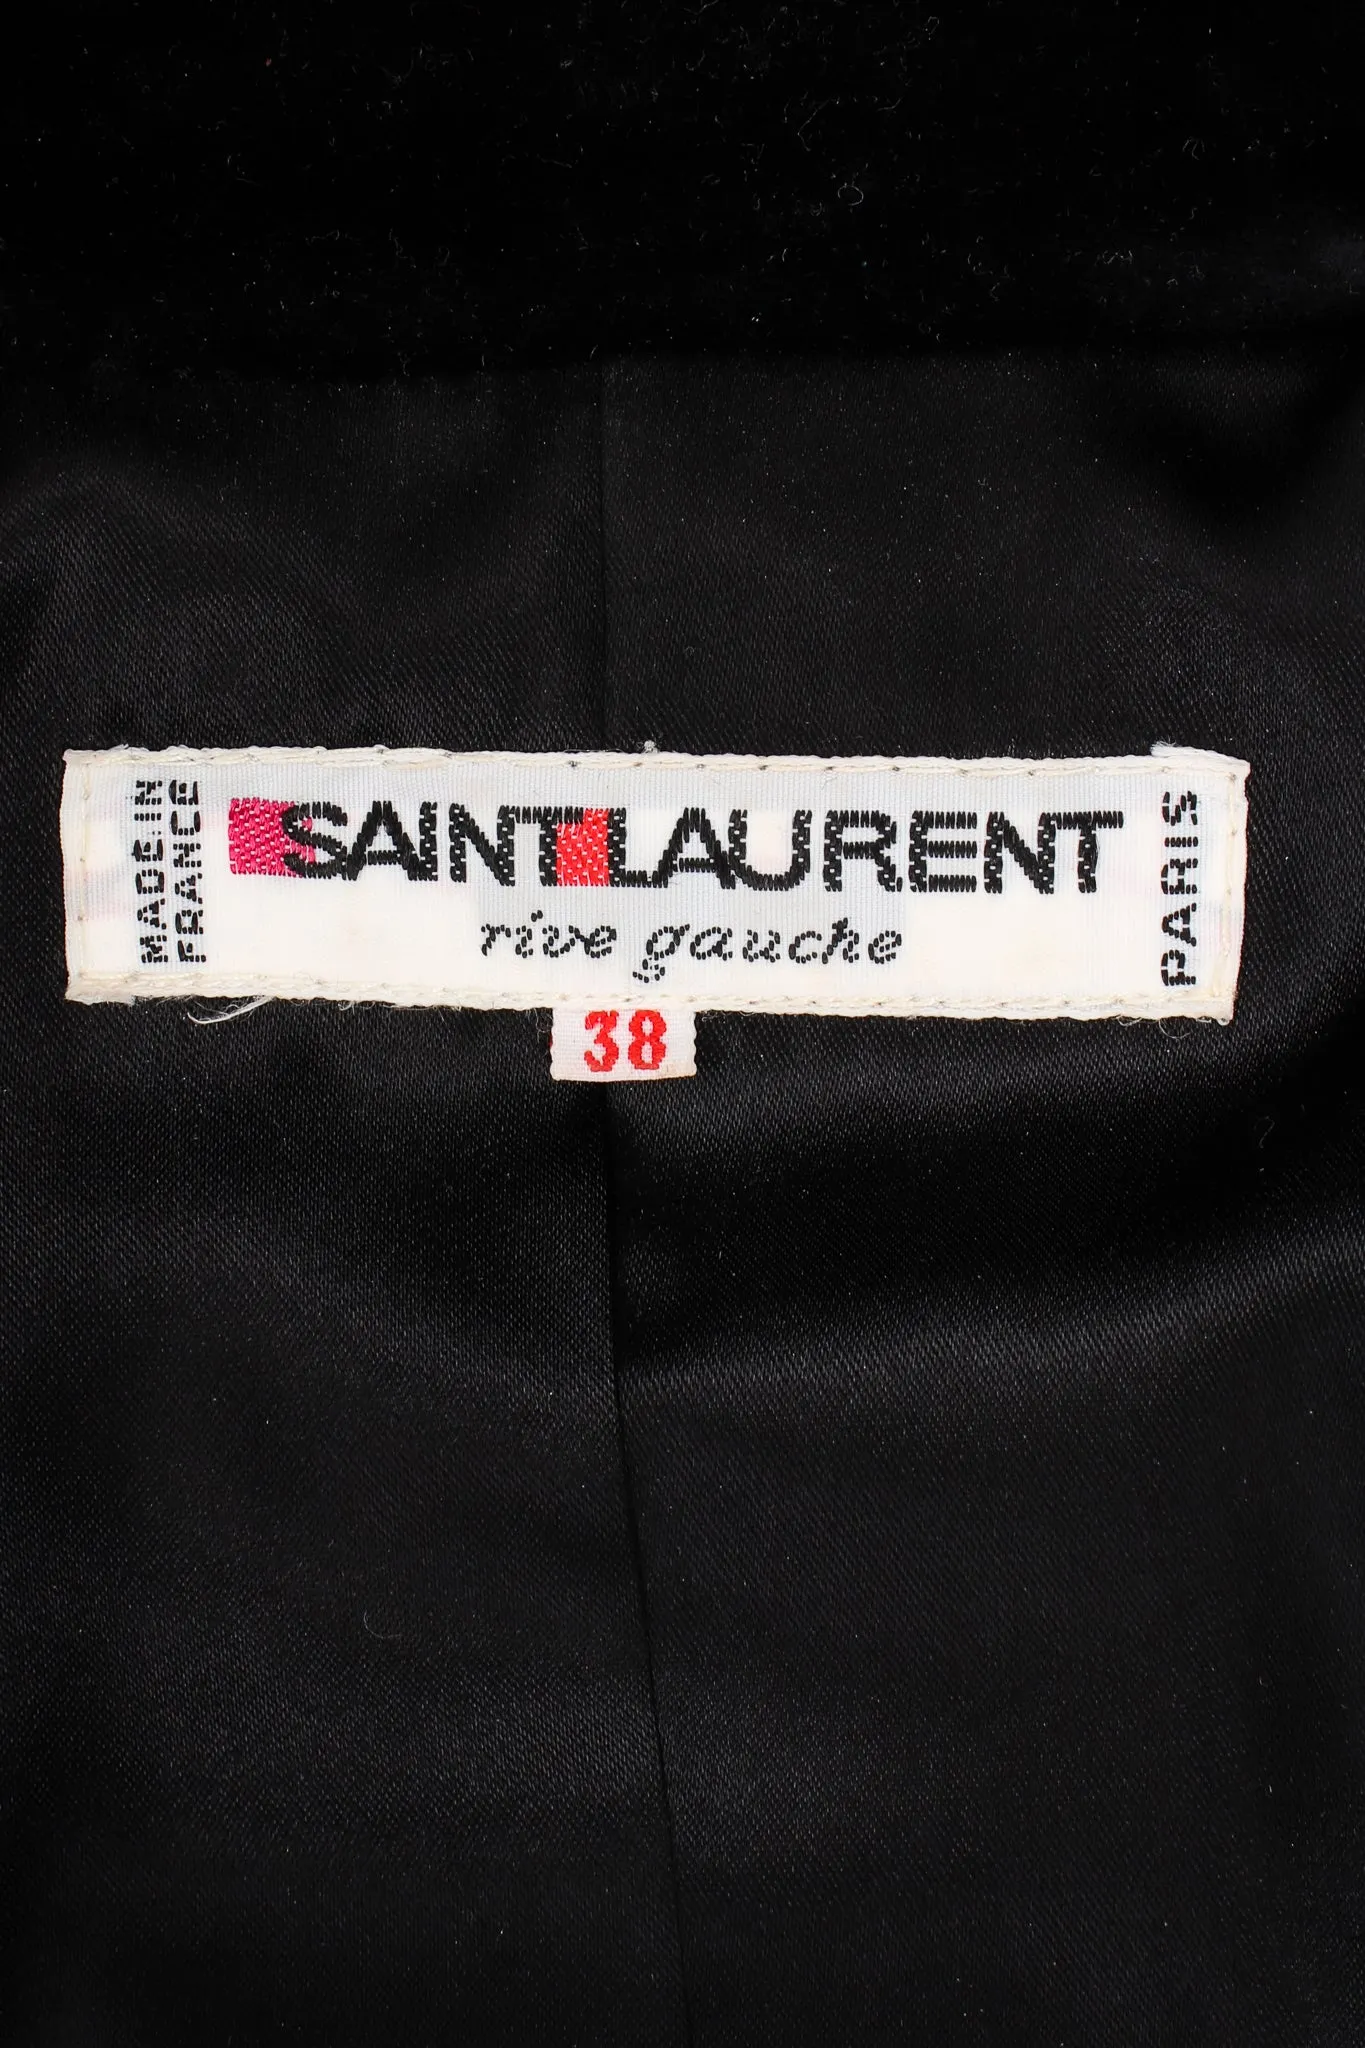 MADE IN
FRANCE
SAINT LAURENT
rive gauche
PARIS
38